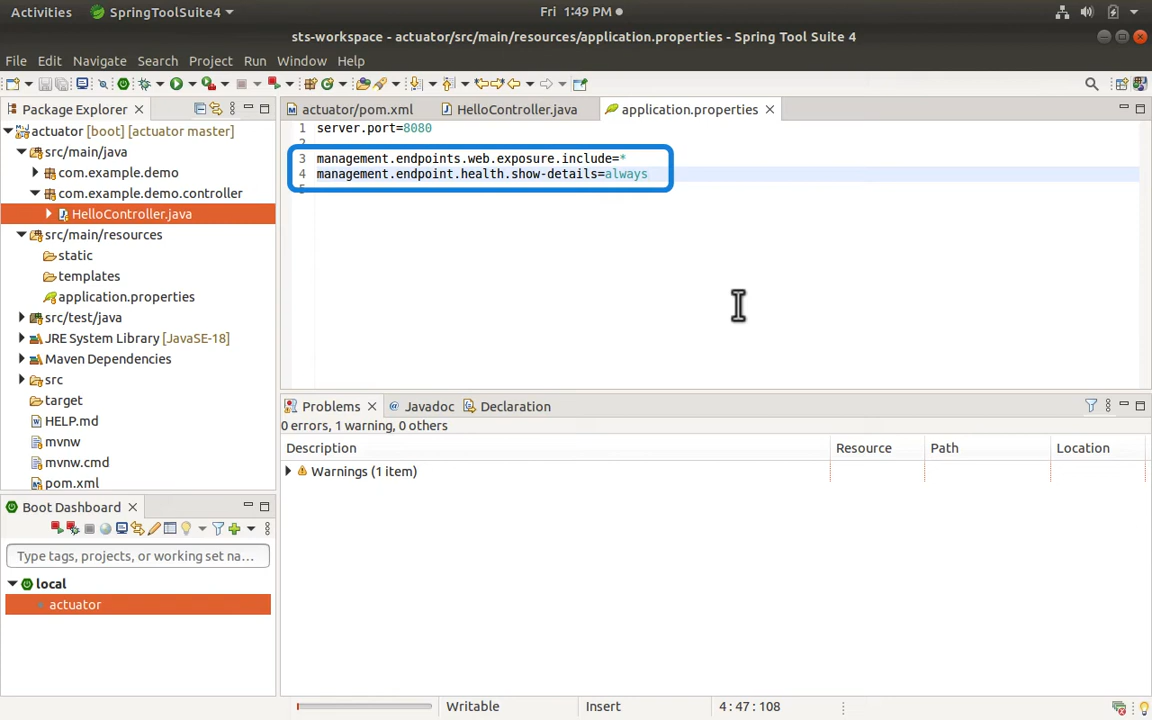 Activities SpringToolSuite4 Fri 1:49 PM
sts-workspace - actuator/src/main/resources/application.properties - Spring Tool Suite 4
File Edit Navigate Search Project Run Window Help
Package Explorer
actuator/pom.xml HelloController.java application.properties
actuator [boot] [actuator master]
src/main/java
com.example.demo
com.example.demo.controller
HelloController.java
src/main/resources
static
templates
application.properties
src/test/java
JRE System Library [JavaSE-18]
Maven Dependencies
src
target
HELP.md
mvnw
mvnw.cmd
pom.xml
1 server.port=8080
2
3 management.endpoints.web.exposure.include=*
4 management.endpoint.health.show-details=always
5
Problems @ Javadoc Declaration
0 errors, 1 warning, 0 others
Description Resource Path Location
Warnings (1 item)
Boot Dashboard
Type tags, projects, or working set na...
local
actuator
Writable Insert 4 : 47 : 108